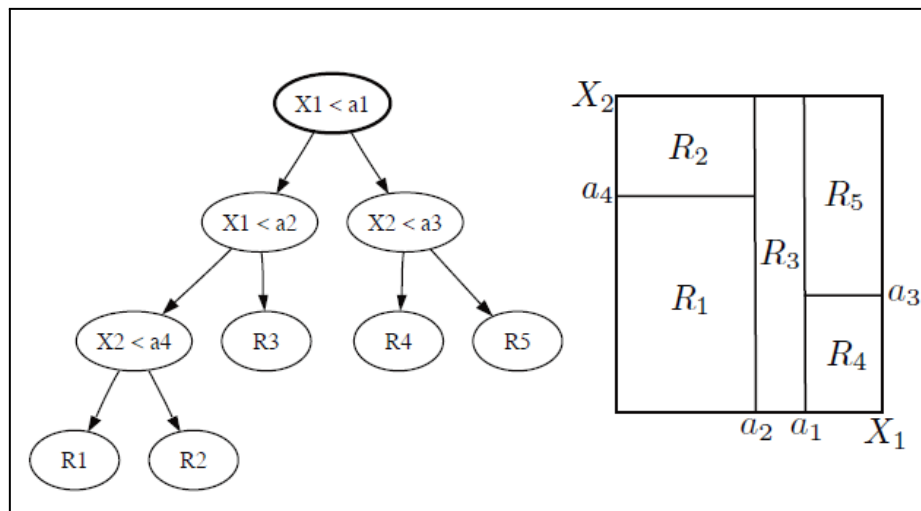 X1 < a1
X1 < a2
X2 < a3
X2 < a4
R3
R4
R5
R1
R2
X₂
R₂
a₄
R₅
R₃
R₁
a₃
R₄
a₂
a₁
X₁